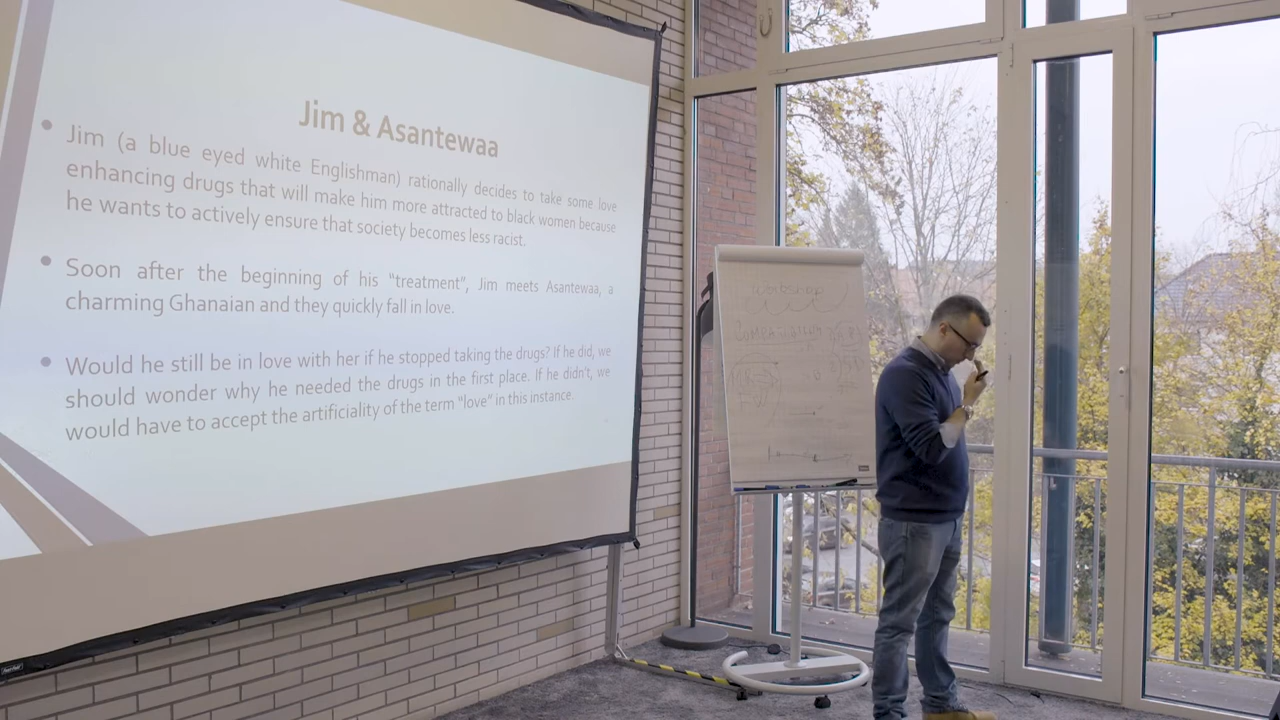 Jim & Asantewaa
• Jim (a blue eyed white Englishman) rationally decides to take some love
enhancing drugs that will make him more attracted to black women because
he wants to actively ensure that society becomes less racist.
• Soon after the beginning of his “treatment”, Jim meets Asantewaa, a
charming Ghanaian and they quickly fall in love.
• Would he still be in love with her if he stopped taking the drugs? If he did, we
should wonder why he needed the drugs in the first place. If he didn't, we
would have to accept the artificiality of the term “love” in this instance.
Workshop